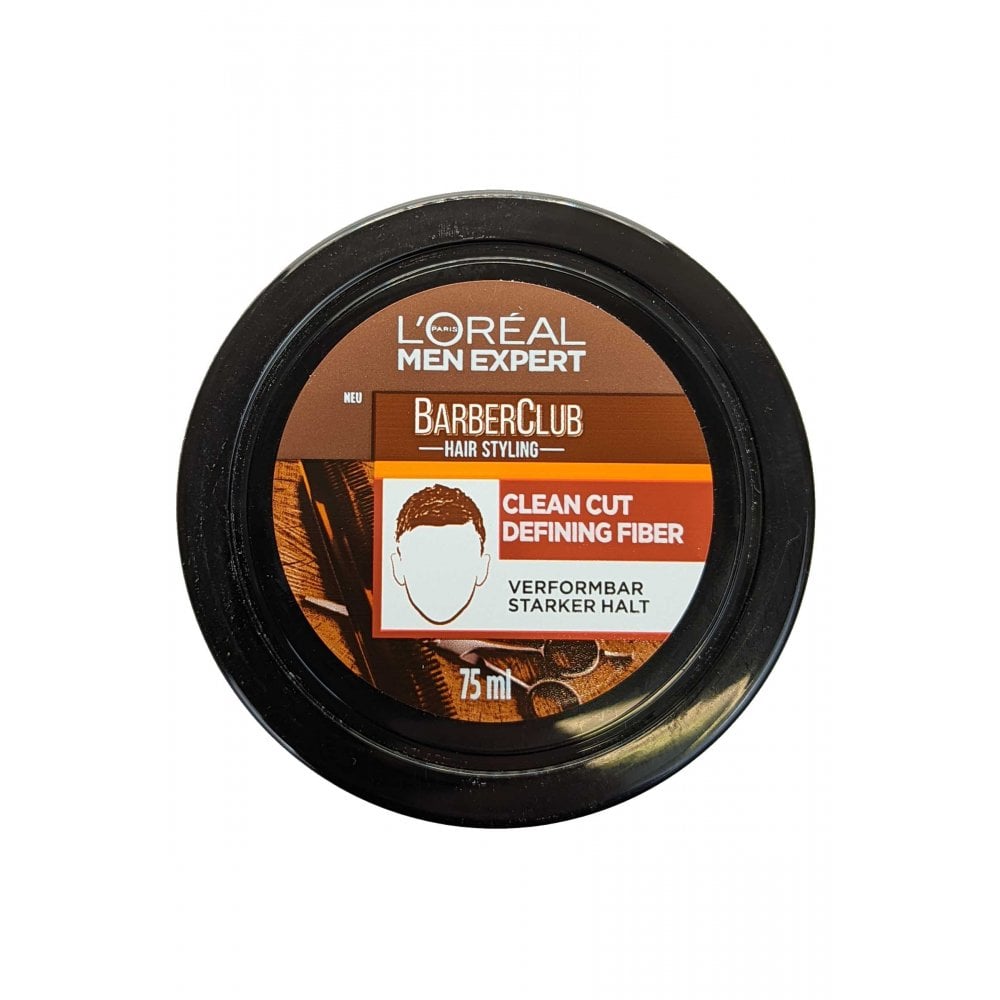 L'ORÉAL
PARIS
MEN EXPERT
NEU
BARBERCLUB
HAIR STYLING
CLEAN CUT
DEFINING FIBER
VERFORMBAR
STARKER HALT
75 ml